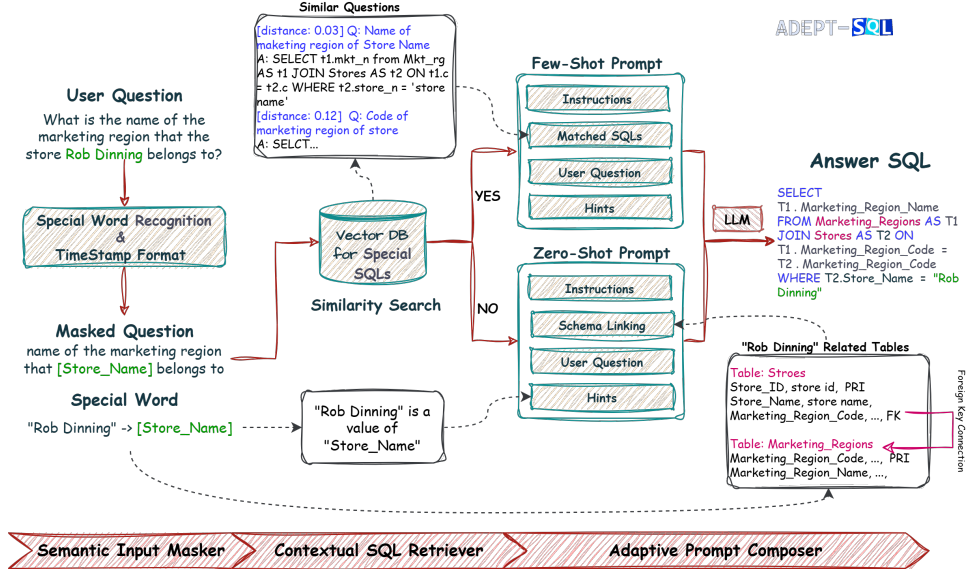 Similar Questions
[distance: 0.03] Q: Name of
maketing region of Store Name
A: SELECT t1.mkt_n from Mkt_rg
AS t1 JOIN Stores AS t2 ON t1.c
= t2.c WHERE t2.store_n = 'store
name'
[distance: 0.12] Q: Code of
marketing region of store
A: SELCT...
ADEPT-SQL
User Question
What is the name of the
marketing region that the
store Rob Dinning belongs to?
Special Word Recognition
&
TimeStamp Format
Masked Question
name of the marketing region
that [Store_Name] belongs to
Special Word
"Rob Dinning" -> [Store_Name]
Vector DB
for Special
SQLs
Similarity Search
YES
NO
"Rob Dinning" is a
value of
"Store_Name"
Few-Shot Prompt
Instructions
Matched SQLs
User Question
Hints
Zero-Shot Prompt
Instructions
Schema Linking
User Question
Hints
LLM
Answer SQL
SELECT
T1 . Marketing_Region_Name
FROM Marketing_Regions AS T1
JOIN Stores AS T2 ON
T1 . Marketing_Region_Code =
T2 . Marketing_Region_Code
WHERE T2.Store_Name = "Rob
Dinning"
"Rob Dinning" Related Tables
Table: Stroes
Store_ID, store id, PRI
Store_Name, store name,
Marketing_Region_Code, ..., FK
Table: Marketing_Regions
Marketing_Region_Code, ..., PRI
Marketing_Region_Name, ...,
Foreign Key Connection
Semantic Input Masker
Contextual SQL Retriever
Adaptive Prompt Composer